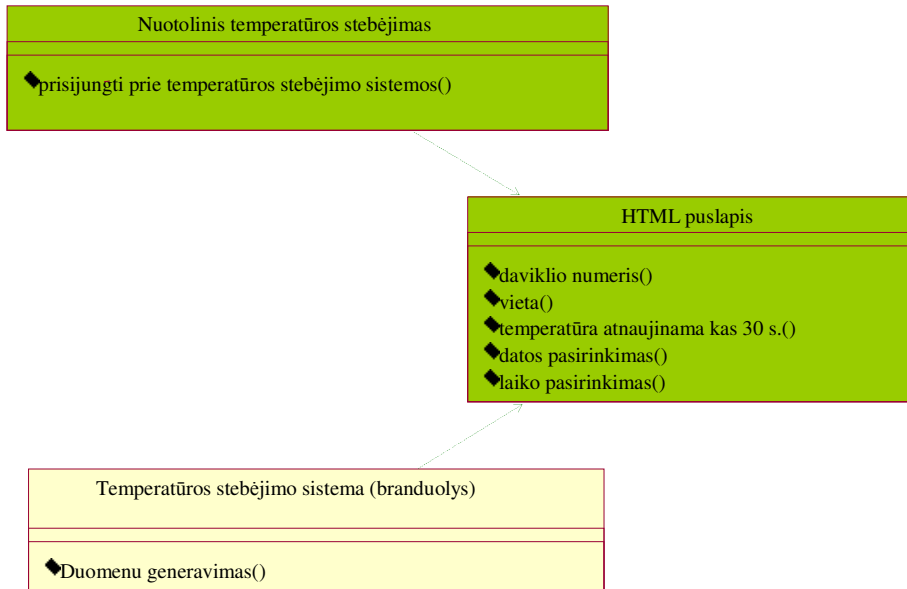 Nuotolinis temperatūros stebėjimas
prisijungti prie temperatūros stebėjimo sistemos()
HTML puslapis
daviklio numeris()
vieta()
temperatūra atnaujinama kas 30 s.()
datos pasirinkimas()
laiko pasirinkimas()
Temperatūros stebėjimo sistema (branduolys)
Duomenu generavimas()